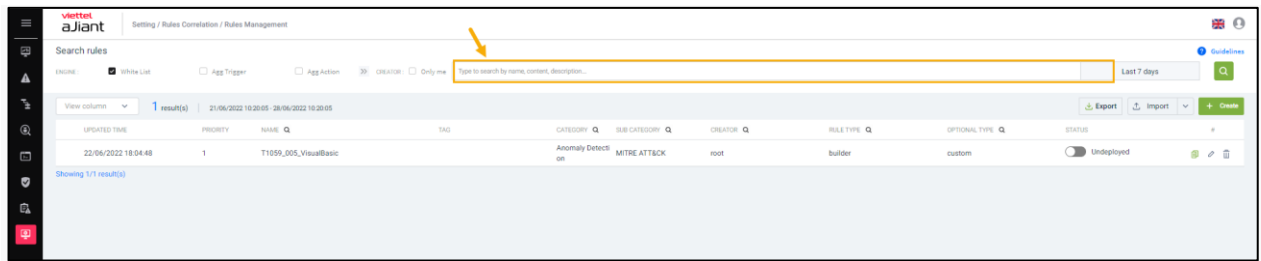 viettel
aJiant
Setting / Rules Correlation / Rules Management
Search rules
Guidelines
ENGINE: White List Agg Trigger Agg Action CREATOR: Only me Type to search by name, content, description... Last 7 days
View column 1 result(s) 21/06/2022 10:20:05 - 28/06/2022 10:20:05 Export Import + Create
UPDATED TIME PRIORITY NAME TAG CATEGORY SUB CATEGORY CREATOR RULE TYPE OPTIONAL TYPE STATUS #
22/06/2022 18:04:48 1 T1059_005_VisualBasic Anomaly Detecti MITRE ATT&CK root builder custom Undeployed
on
Showing 1/1 result(s)